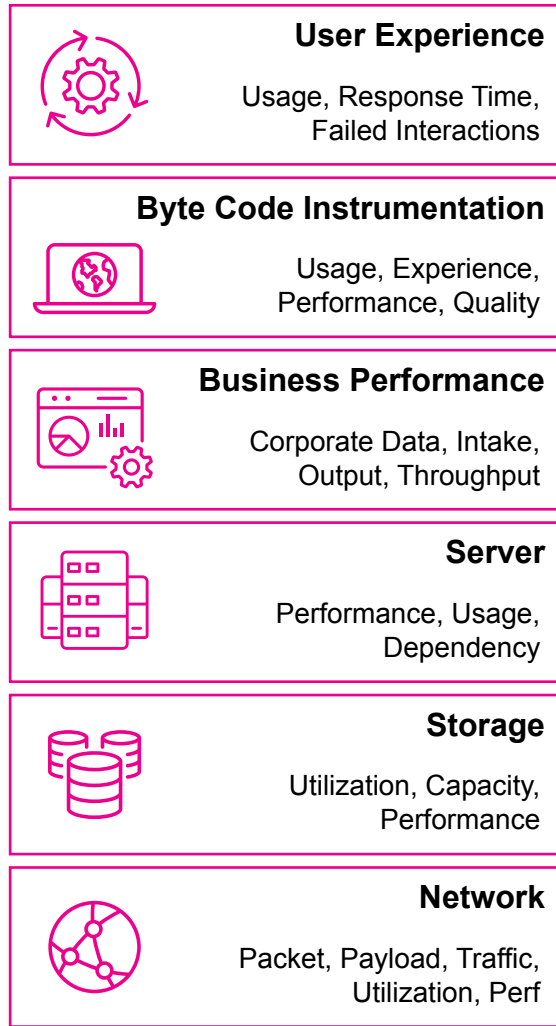 User Experience
Usage, Response Time,
Failed Interactions
Byte Code Instrumentation
Usage, Experience,
Performance, Quality
Business Performance
Corporate Data, Intake,
Output, Throughput
Server
Performance, Usage,
Dependency
Storage
Utilization, Capacity,
Performance
Network
Packet, Payload, Traffic,
Utilization, Perf